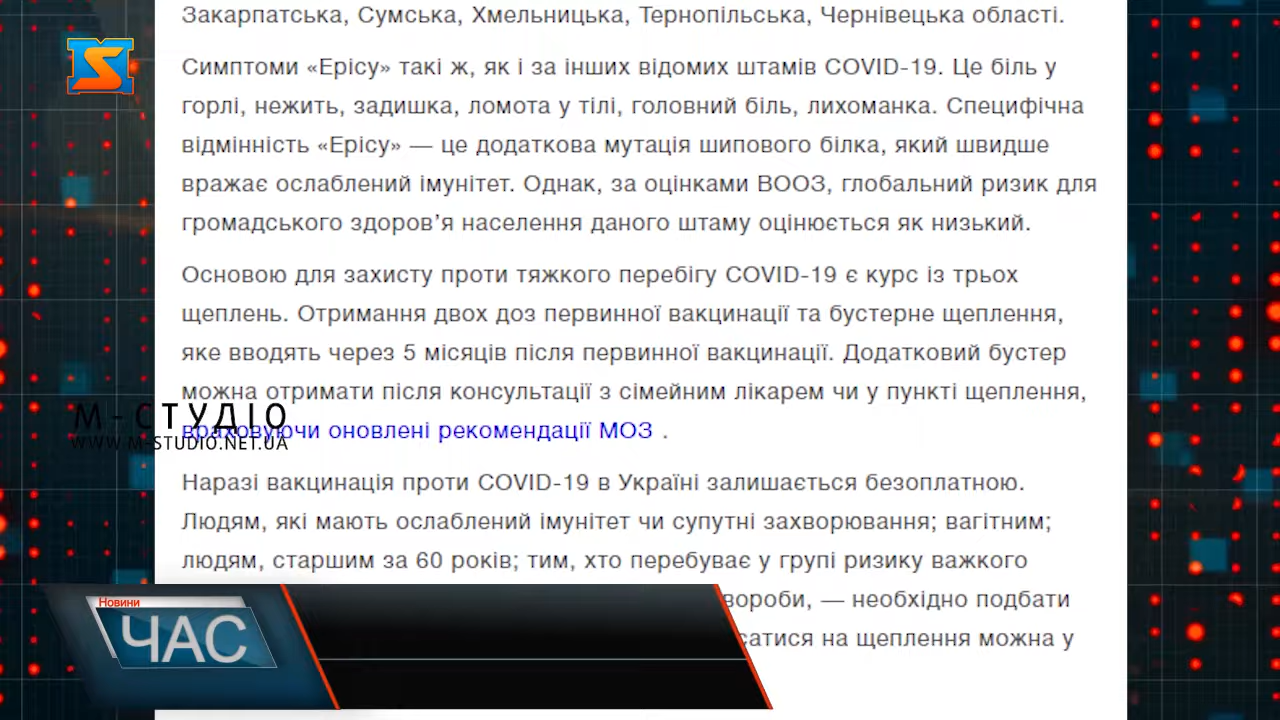 Закарпатська, Сумська, Хмельницька, Тернопільська, Чернівецька області.
Симптоми «Ерісу» такі ж, як і за інших відомих штамів COVID-19. Це біль у
горлі, нежить, задишка, ломота у тілі, головний біль, лихоманка. Специфічна
відмінність «Ерісу» — це додаткова мутація шипового білка, який швидше
вражає ослаблений імунітет. Однак, за оцінками ВООЗ, глобальний ризик для
громадського здоров’я населення даного штаму оцінюється як низький.
Основою для захисту проти тяжкого перебігу COVID-19 є курс із трьох
щеплень. Отримання двох доз первинної вакцинації та бустерне щеплення,
яке вводять через 5 місяців після первинної вакцинації. Додатковий бустер
можна отримати після консультації з сімейним лікарем чи у пункті щеплення,
М-СТУДІО
враховуючи оновлені рекомендації МОЗ .
WWW.M-STUDIO.NET.UA
Наразі вакцинація проти COVID-19 в Україні залишається безоплатною.
Людям, які мають ослаблений імунітет чи супутні захворювання; вагітним;
людям, старшим за 60 років; тим, хто перебуває у групі ризику важкого
вороби, — необхідно подбати
сатися на щеплення можна у
Новини
ЧАС